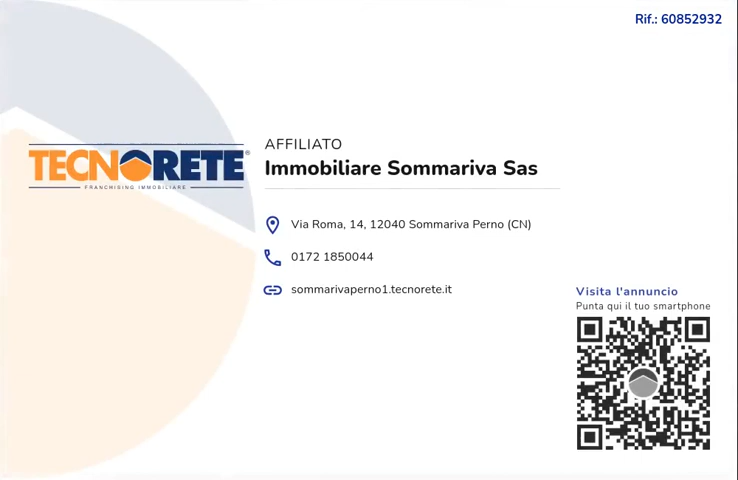 Rif.: 60852932
TECNORETE®
FRANCHISING IMMOBILIARE
AFFILIATO
Immobiliare Sommariva Sas
Via Roma, 14, 12040 Sommariva Perno (CN)
0172 1850044
sommarivaperno1.tecnorete.it
Visita l'annuncio
Punta qui il tuo smartphone